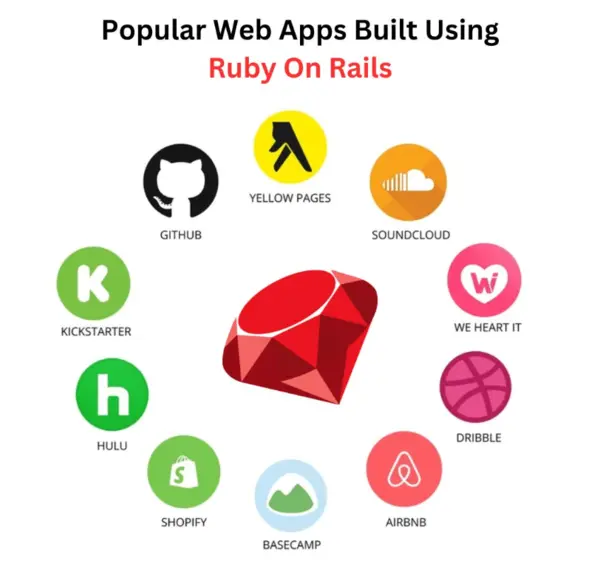 Popular Web Apps Built Using
Ruby On Rails
YELLOW PAGES
GITHUB
SOUNDCLOUD
KICKSTARTER
K
WE HEART IT
W
HULU
h
DRIBBLE
SHOPIFY
S
AIRBNB
BASECAMP